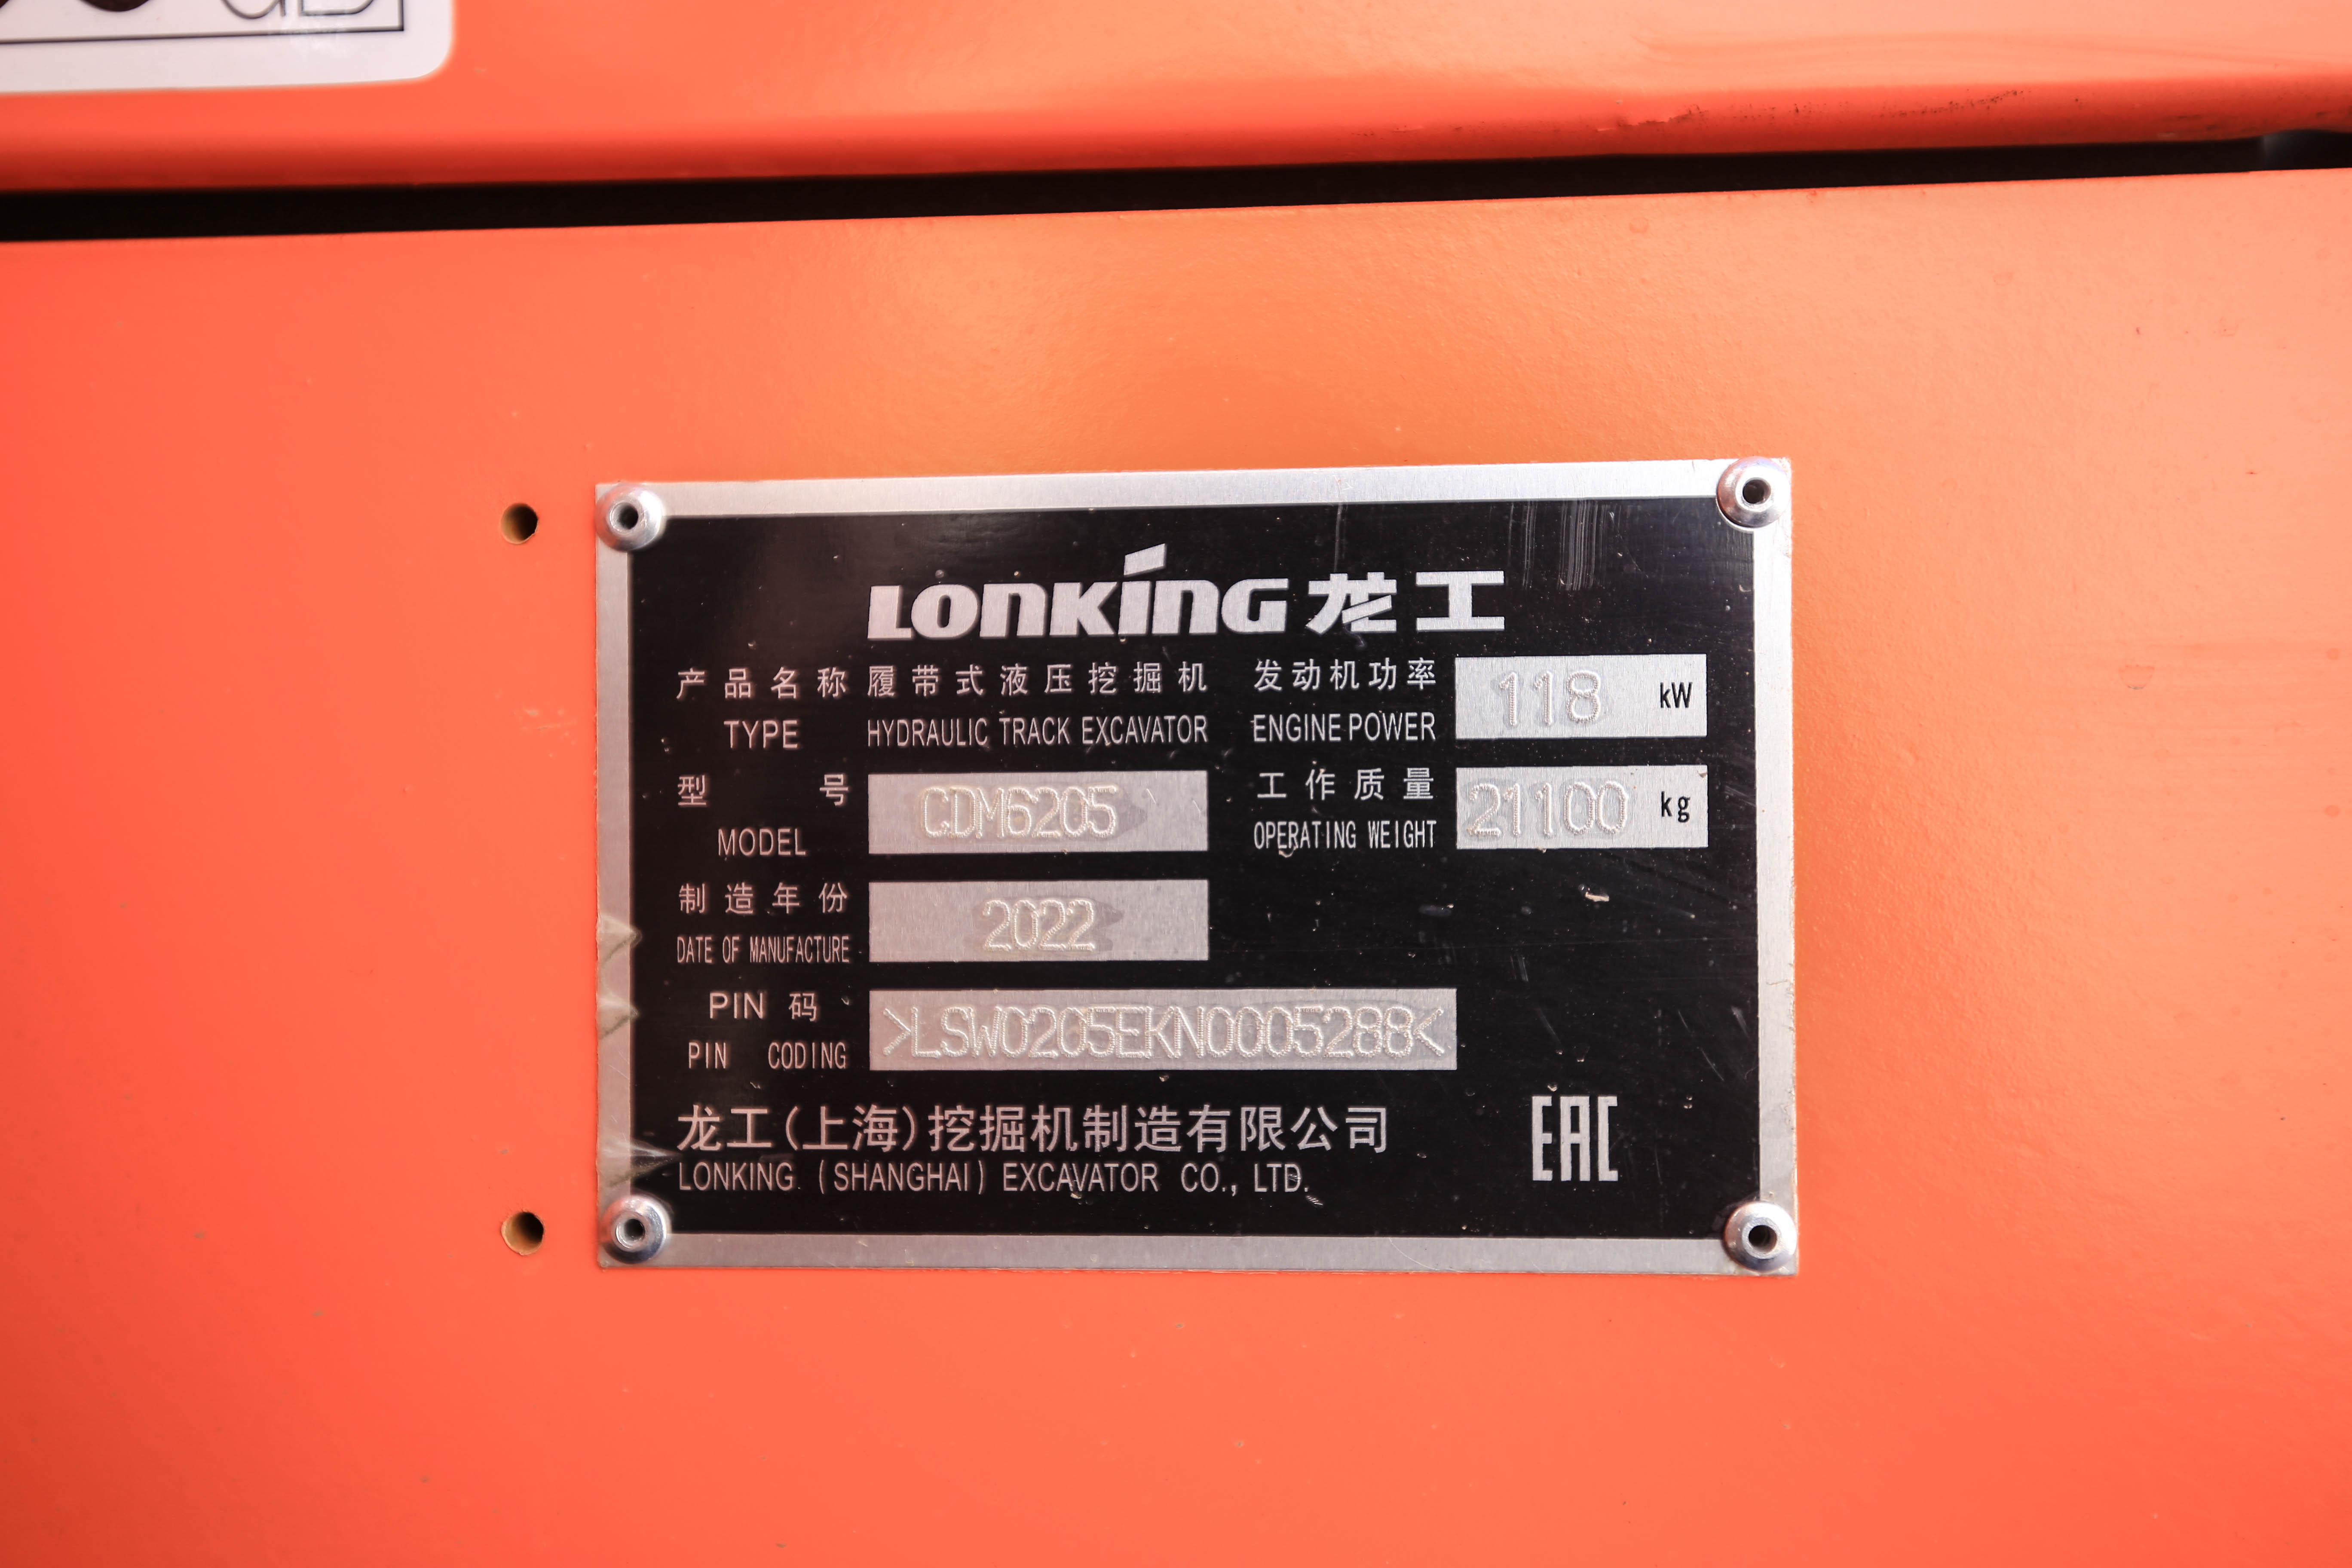 dB
LONKING 龙工
产品名称 履带式液压挖掘机 发动机功率 118 kW
TYPE HYDRAULIC TRACK EXCAVATOR ENGINE POWER
型号 CDM6205 工作质量 21100 kg
MODEL OPERATING WEIGHT
制造年份 2022
DATE OF MANUFACTURE
PIN 码 >LSW0205EKN0005288<
PIN CODING
龙工(上海)挖掘机制造有限公司
LONKING (SHANGHAI) EXCAVATOR CO., LTD.
EAC